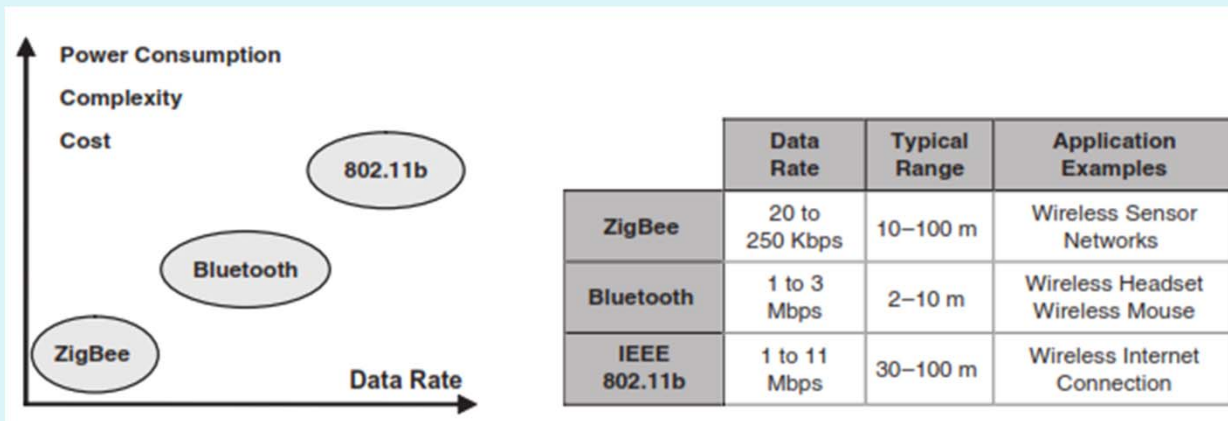 Power Consumption
Complexity
Cost
802.11b
Bluetooth
ZigBee
Data Rate
Data Typical Application
Rate Range Examples
ZigBee
20 to
250 Kbps
10–100 m
Wireless Sensor
Networks
Bluetooth
1 to 3
Mbps
2–10 m
Wireless Headset
Wireless Mouse
IEEE
802.11b
1 to 11
Mbps
30–100 m
Wireless Internet
Connection